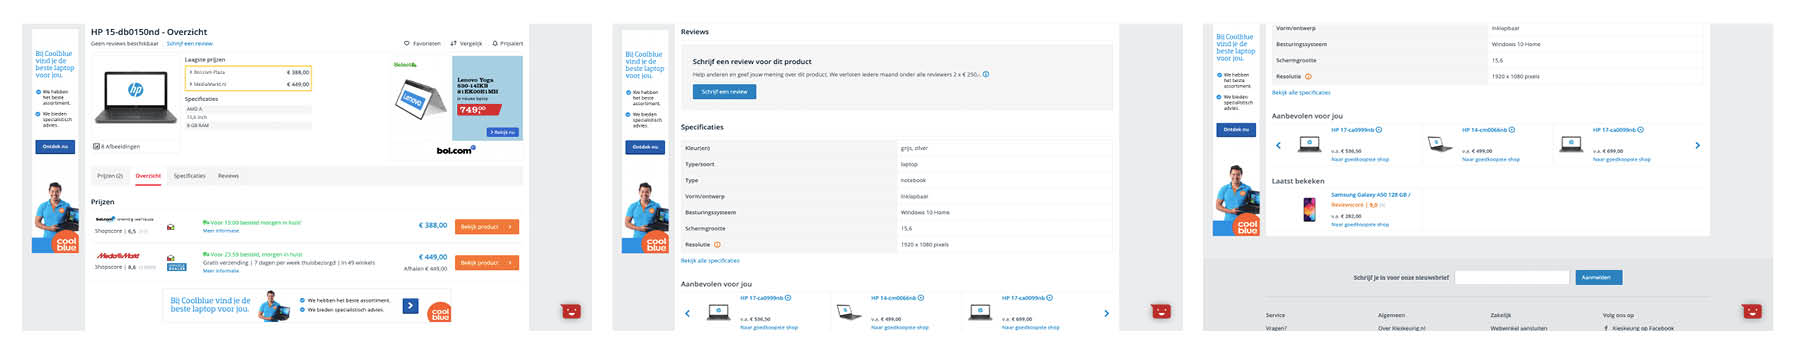 Bij Coolblue
vind je de
beste laptop
voor jou.
We hebben
het beste
assortiment.
We bieden
specialistisch
advies.
Ontdek nu
cool
blue
HP 15-db0150nd - Overzicht
Geen reviews beschikbaar Schrijf een review
Favorieten Vergelijk Prijsalert
Laagste prijzen
Bol.com Plaza € 388,00
MediaMarkt.nl € 449,00
Specificaties
AMD A
15,6 inch
8 GB RAM
8 Afbeeldingen
Select
Lenovo Yoga
530-14IKB
81EK00H1MH
749,00
Bekijk nu
bol.com
Prijzen (2) Overzicht Specificaties Reviews
Prijzen
Shopscore | 6,5
Voor 15:00 besteld morgen in huis!
Meer informatie
€ 388,00
Bekijk product
MediaMarkt
Shopscore | 8,6
Voor 23:59 besteld, morgen in huis!
Gratis verzending | 7 dagen per week thuisbezorgd | In 49 winkels
Meer informatie
€ 449,00
Afhalen € 449,00
Bekijk product
Bij Coolblue vind je de
beste laptop voor jou.
We hebben het beste assortiment.
We bieden specialistisch advies.
cool
blue
Bij Coolblue
vind je de
beste laptop
voor jou.
We hebben
het beste
assortiment.
We bieden
specialistisch
advies.
Ontdek nu
cool
blue
Reviews
Schrijf een review voor dit product
Help anderen en geef jouw mening over dit product. We verloten iedere maand onder alle reviewers 2 x € 250,-.
Schrijf een review
Specificaties
Kleur(en) grijs, zilver
Type/soort laptop
Type notebook
Vorm/ontwerp Inklapbaar
Besturingssysteem Windows 10 Home
Schermgrootte 15,6
Resolutie 1920 x 1080 pixels
Bekijk alle specificaties
Aanbevolen voor jou
HP 17-ca0999nb
v.a. € 536,50
Naar goedkoopste shop
HP 14-cm0066nb
v.a. € 499,00
Naar goedkoopste shop
HP 17-ca0099nb
v.a. € 699,00
Naar goedkoopste shop
Bij Coolblue
vind je de
beste laptop
voor jou.
We hebben
het beste
assortiment.
We bieden
specialistisch
advies.
Ontdek nu
cool
blue
Vorm/ontwerp Inklapbaar
Besturingssysteem Windows 10 Home
Schermgrootte 15,6
Resolutie 1920 x 1080 pixels
Bekijk alle specificaties
Aanbevolen voor jou
HP 17-ca0999nb
v.a. € 536,50
Naar goedkoopste shop
HP 14-cm0066nb
v.a. € 499,00
Naar goedkoopste shop
HP 17-ca0999nb
v.a. € 699,00
Naar goedkoopste shop
Laatst bekeken
Samsung Galaxy A50 128 GB /
Reviewscore | 9,0
v.a. € 282,00
Naar goedkoopste shop
Schrijf je in voor onze nieuwsbrief
Aanmelden
Service Algemeen Zakelijk Volg ons op
Vragen? Over Kieskeurig.nl Webwinkel aansluiten Kieskeurig op Facebook